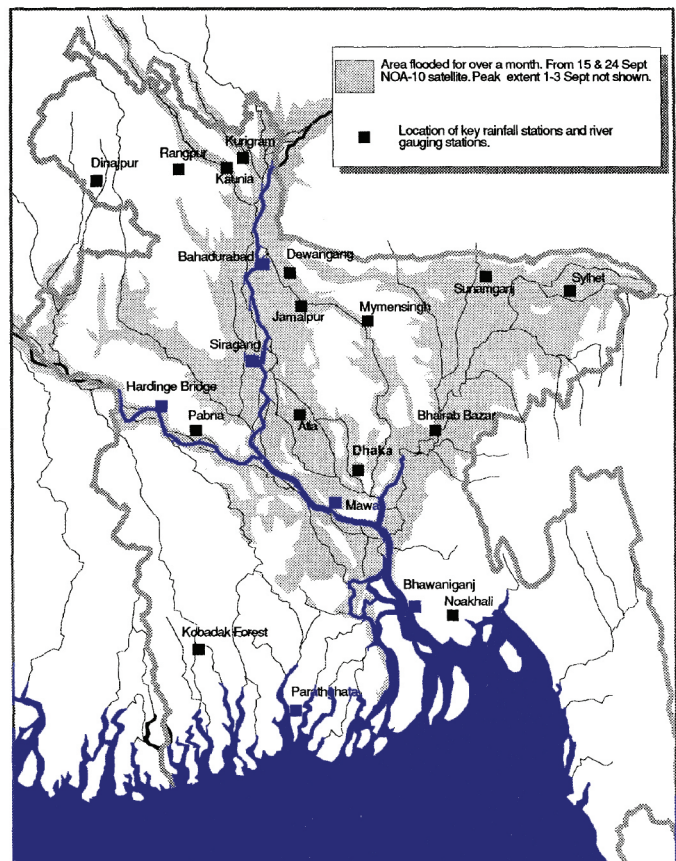 Area flooded for over a month. From 15 & 24 Sept
NOA-10 satellite. Peak extent 1-3 Sept not shown.
Location of key rainfall stations and river
gauging stations.
Kungram
Rangpur
Dinajpur
Kaunia
Bahadurabad
Dewangang
Sunamganj
Sylhet
Jamalpur
Mymensingh
Siragang
Hardinge Bridge
Pabna
Atia
Bhairab Bazar
Dhaka
Mawa
Bhawaniganj
Noakhali
Kobadak Forest
Parathghata